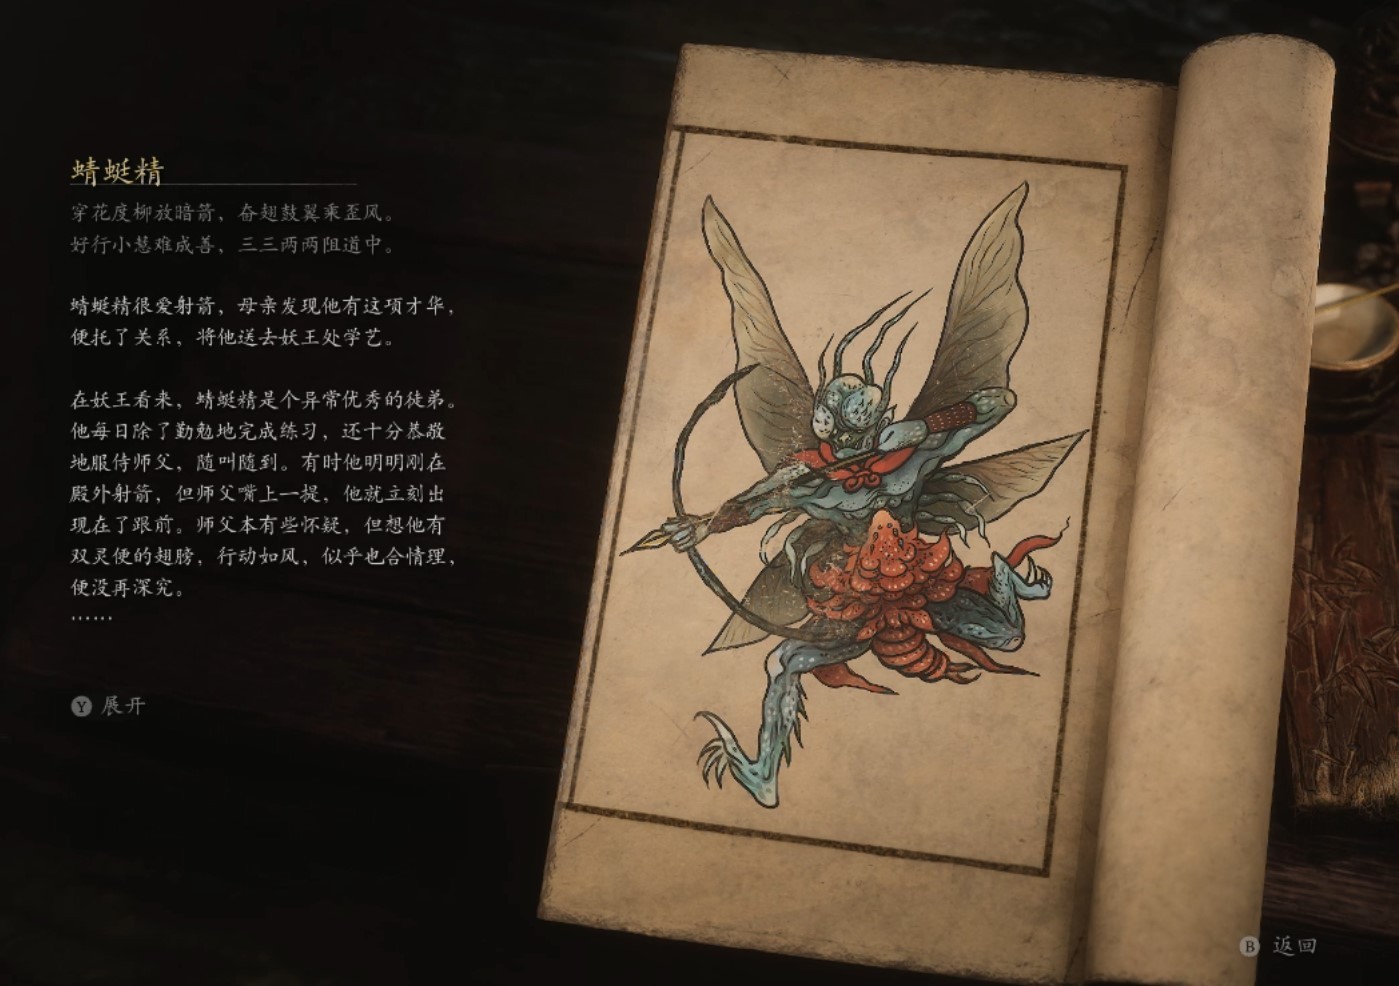 蜻蜓精
穿花度柳放暗箭，奋翅鼓翼乘歪风。
好行小慧难成善，三三两两阻道中。
蜻蜓精很爱射箭，母亲发现他有这项才华，
便托了关系，将他送去妖王处学艺。
在妖王看来，蜻蜓精是个异常优秀的徒弟。
他每日除了勤勉地完成练习，还十分恭敬
地服侍师父，随叫随到。有时他明明刚在
殿外射箭，但师父嘴上一提，他就立刻出
现在了跟前。师父本有些怀疑，但想他有
双灵便的翅膀，行动如风，似乎也合情理，
便没再深究。
……
Y 展开
B 返回